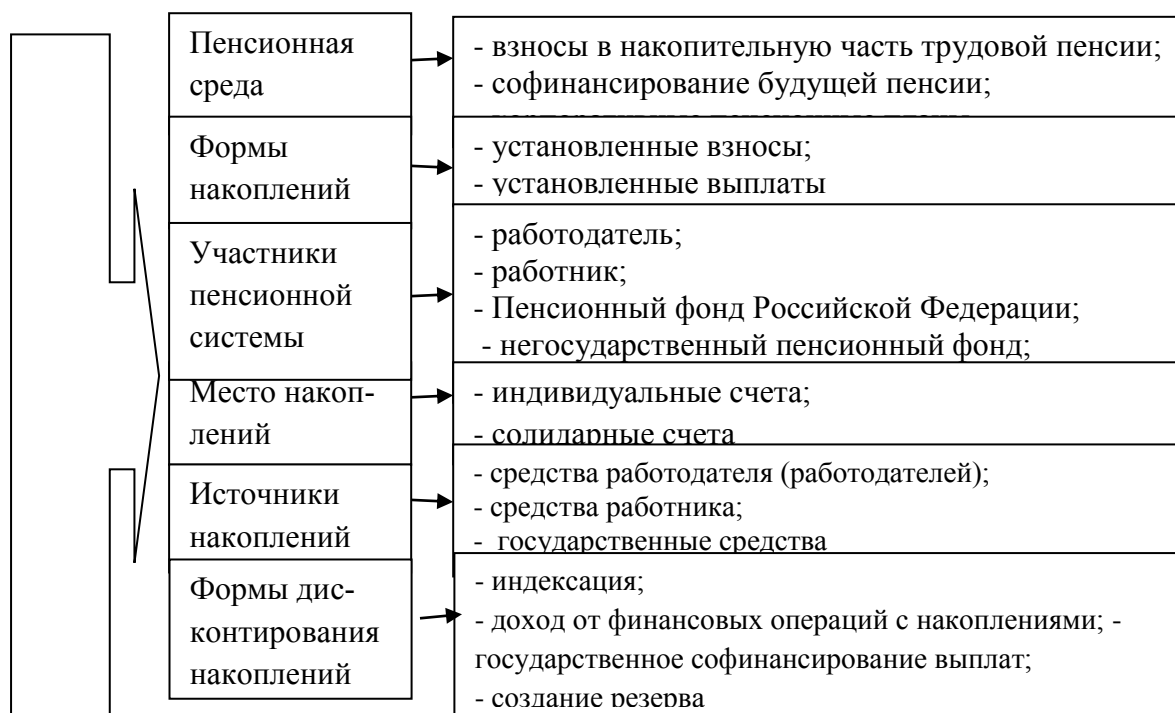 Пенсионная
среда
- взносы в накопительную часть трудовой пенсии;
- софинансирование будущей пенсии;
Формы
накоплений
- установленные взносы;
- установленные выплаты
Участники
пенсионной
системы
- работодатель;
- работник;
- Пенсионный фонд Российской Федерации;
- негосударственный пенсионный фонд;
Место накоп-
лений
- индивидуальные счета;
- солидарные счета
Источники
накоплений
- средства работодателя (работодателей);
- средства работника;
- государственные средства
Формы дис-
контирования
накоплений
- индексация;
- доход от финансовых операций с накоплениями; -
государственное софинансирование выплат;
- создание резерва